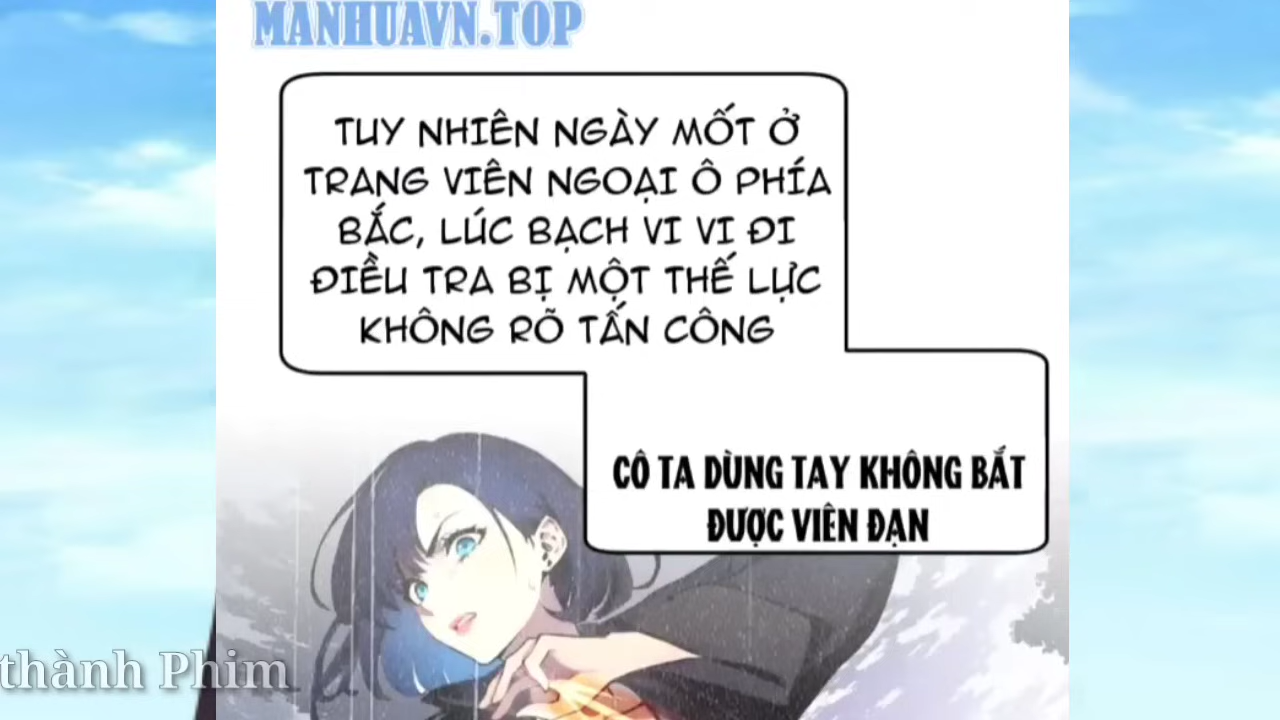 MANHUAVN.TOP
TUY NHIÊN NGÀY MỐT Ở
TRANG VIÊN NGOẠI Ô PHÍA
BẮC, LÚC BẠCH VI VI ĐI
ĐIỀU TRA BỊ MỘT THẾ LỰC
KHÔNG RÕ TẤN CÔNG
CÔ TA DÙNG TAY KHÔNG BẮT
ĐƯỢC VIÊN ĐẠN
thành Phim